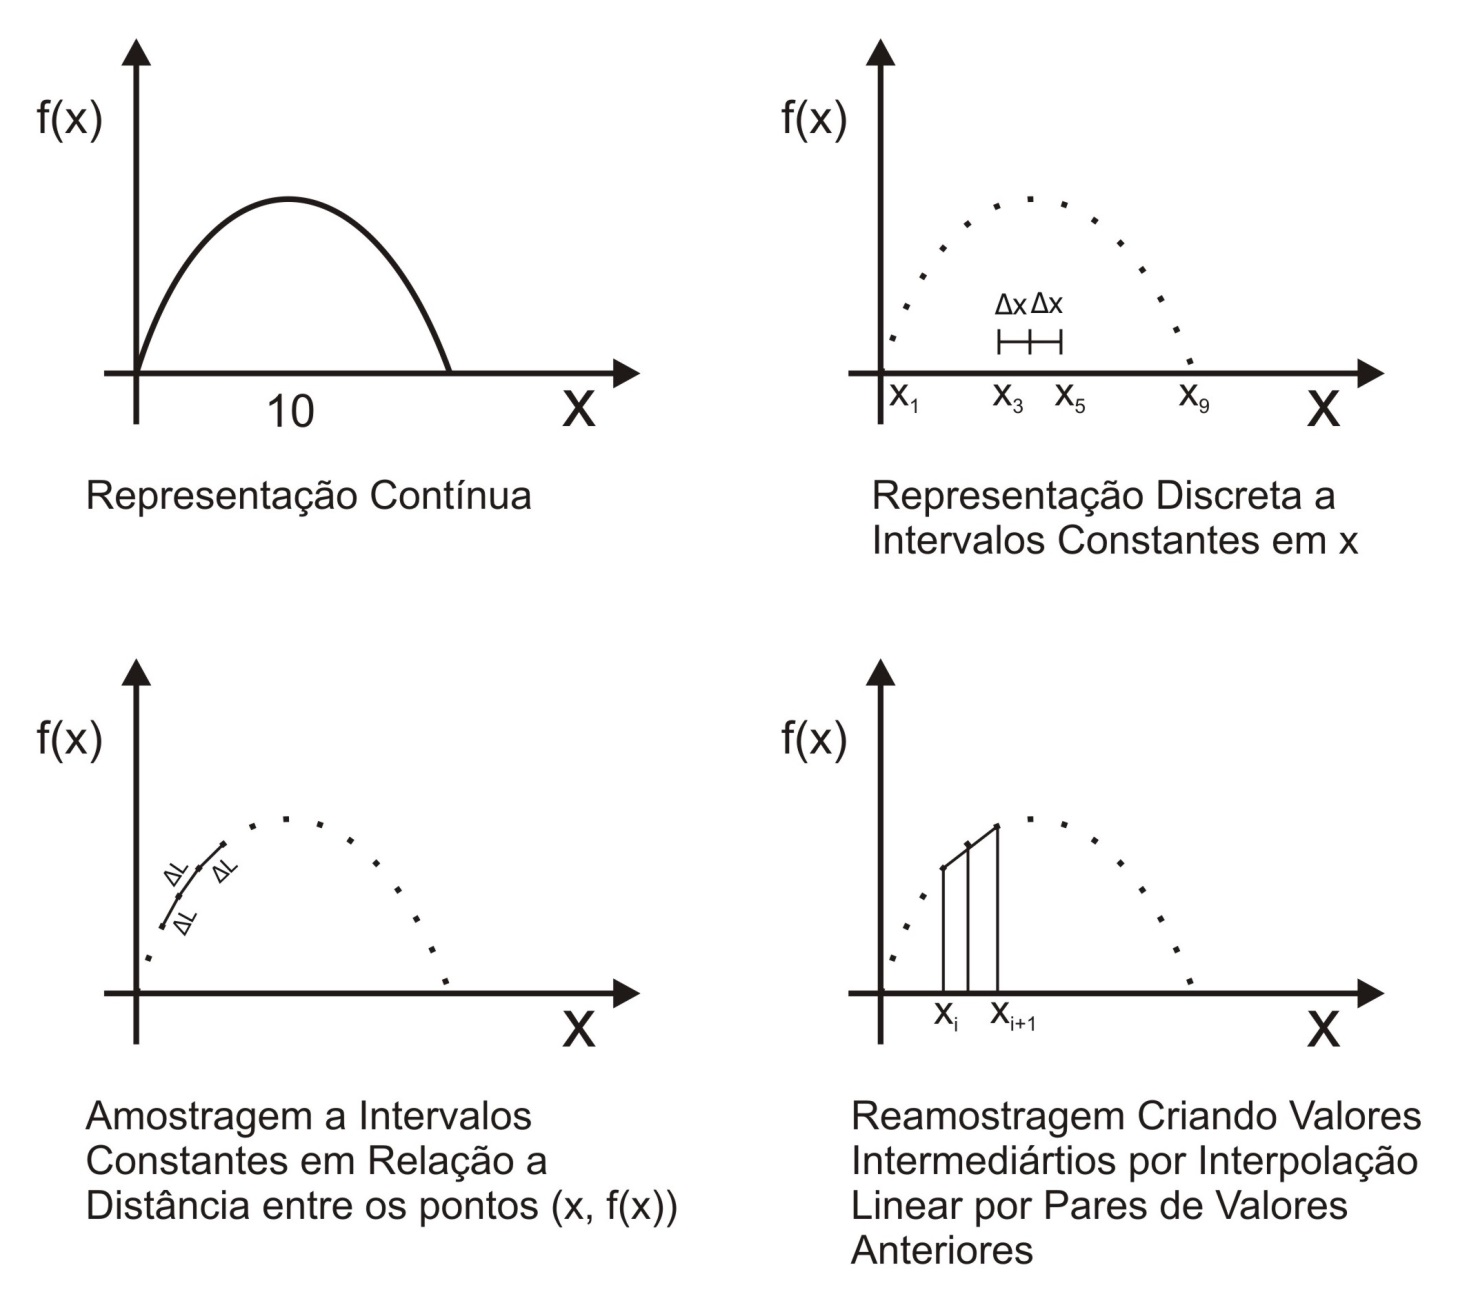 f(x)
10
X
Representação Contínua
f(x)
Δx Δx
x₁ x₃ x₅ x₉
X
Representação Discreta a
Intervalos Constantes em x
f(x)
ΔL ΔL
ΔL
X
Amostragem a Intervalos
Constantes em Relação a
Distância entre os pontos (x, f(x))
f(x)
xᵢ xᵢ₊₁
X
Reamostragem Criando Valores
Intermediártios por Interpolação
Linear por Pares de Valores
Anteriores